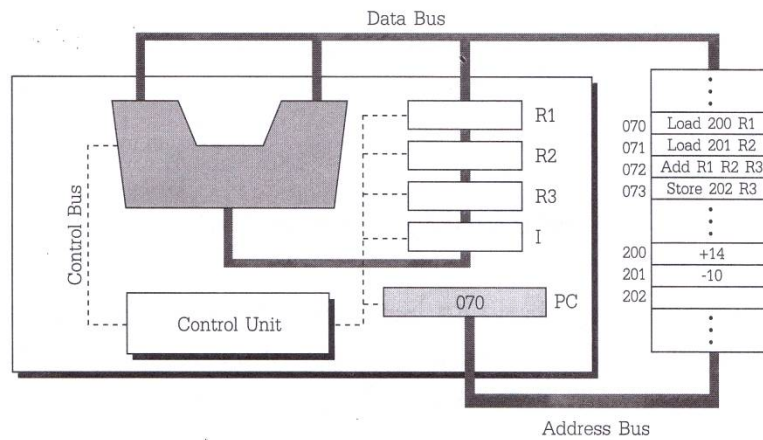 Data Bus
R1
R2
R3
I
Control Bus
Control Unit
070 PC
070 Load 200 R1
071 Load 201 R2
072 Add R1 R2 R3
073 Store 202 R3
200 +14
201 -10
202
Address Bus